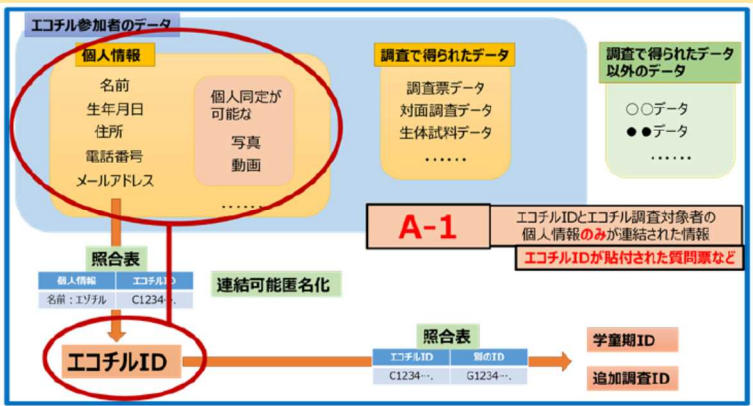 エコチル参加者のデータ
個人情報
名前
生年月日
住所
電話番号
メールアドレス
個人同定が
可能な
写真
動画
……
調査で得られたデータ
調査票データ
対面調査データ
生体試料データ
……
調査で得られたデータ
以外のデータ
○○データ
●●データ
……
A-1
エコチルIDとエコチル調査対象者の
個人情報のみが連結された情報
エコチルIDが貼付された質問票など
照合表
個人情報 エコチルID
名前：エゾチル C1234….
連結可能匿名化
エコチルID
照合表
エコチルID 別のID
C1234…. G1234….
学童期ID
追加調査ID